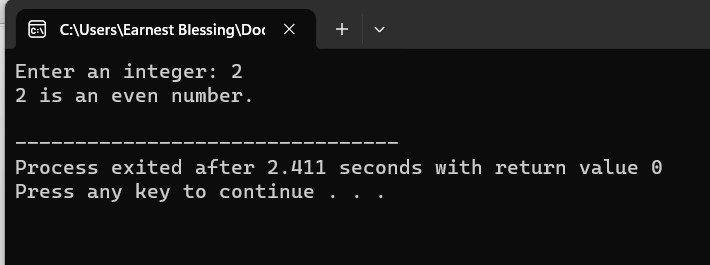 C:\Users\Earnest Blessing\Doc
Enter an integer: 2
2 is an even number.
--------------------------------
Process exited after 2.411 seconds with return value 0
Press any key to continue . . .